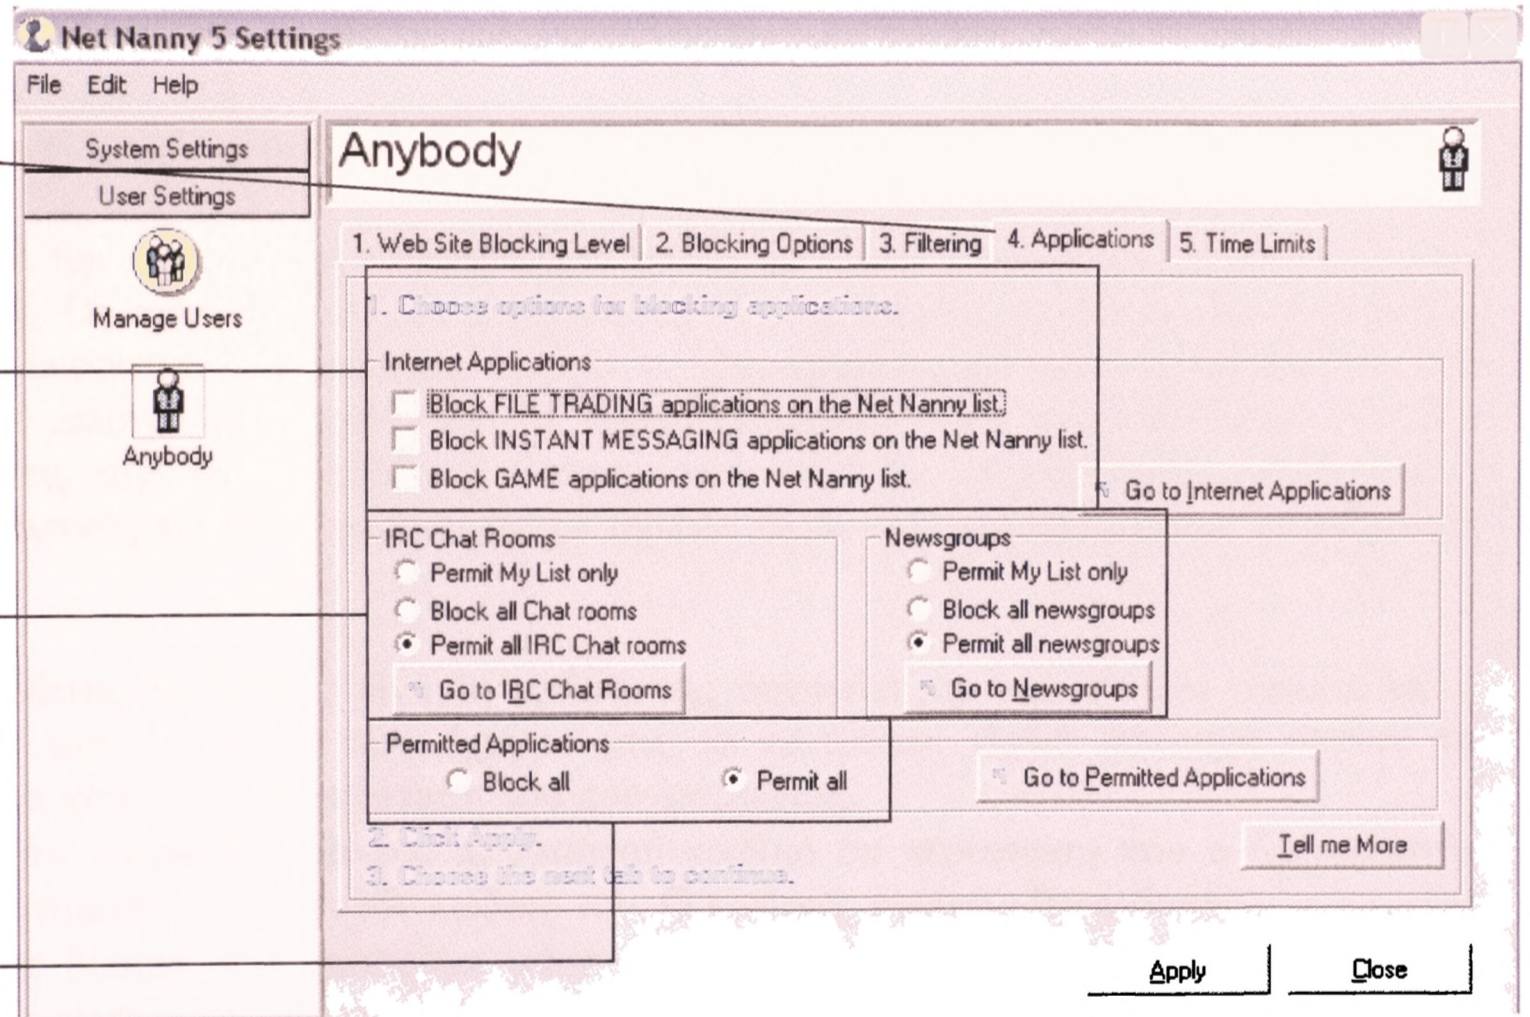 Net Nanny 5 Settings
File Edit Help
System Settings
User Settings
Manage Users
Anybody
Anybody
1. Web Site Blocking Level 2. Blocking Options 3. Filtering 4. Applications 5. Time Limits
1. Choose options for blocking applications.
Internet Applications
Block FILE TRADING applications on the Net Nanny list.
Block INSTANT MESSAGING applications on the Net Nanny list.
Block GAME applications on the Net Nanny list.
Go to Internet Applications
IRC Chat Rooms
Permit My List only
Block all Chat rooms
Permit all IRC Chat rooms
Go to IRC Chat Rooms
Newsgroups
Permit My List only
Block all newsgroups
Permit all newsgroups
Go to Newsgroups
Permitted Applications
Block all Permit all
Go to Permitted Applications
2. Click Apply.
3. Choose the next tab to continue.
Tell me More
Apply Close